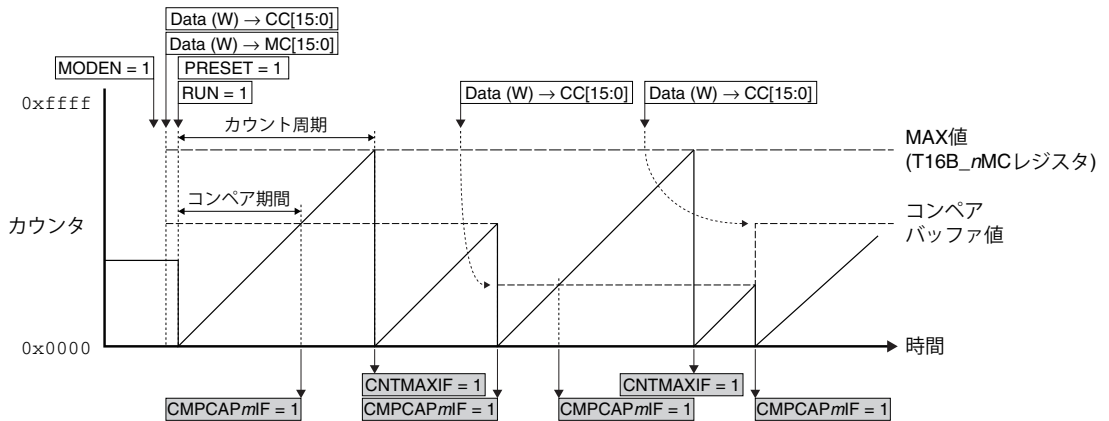 Data (W) → CC[15:0]
Data (W) → MC[15:0]
MODEN = 1
PRESET = 1
RUN = 1
Data (W) → CC[15:0]
Data (W) → CC[15:0]
0xffff
カウント周期
MAX値
(T16B_nMCレジスタ)
コンペア期間
カウンタ
コンペア
バッファ値
0x0000
時間
CNTMAXIF = 1
CNTMAXIF = 1
CMPCAPmIF = 1
CMPCAPmIF = 1
CMPCAPmIF = 1
CMPCAPmIF = 1